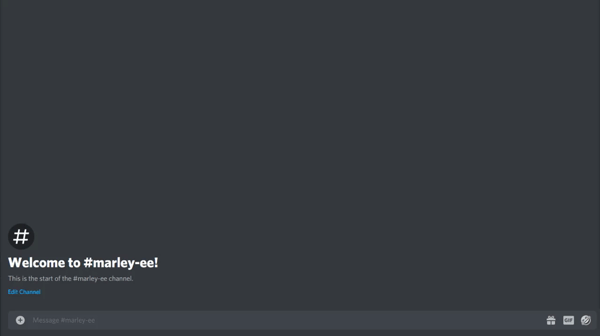 #
Welcome to #marley-ee!
This is the start of the #marley-ee channel.
Edit Channel
Message #marley-ee
GIF